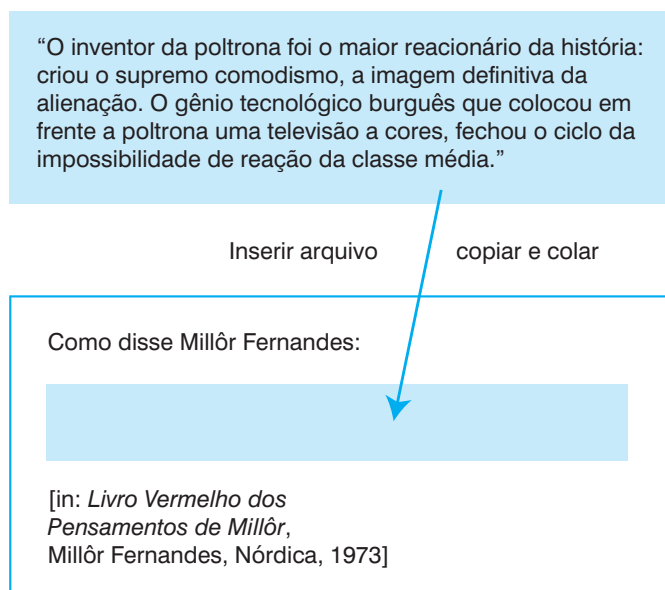 “O inventor da poltrona foi o maior reacionário da história:
criou o supremo comodismo, a imagem definitiva da
alienação. O gênio tecnológico burguês que colocou em
frente a poltrona uma televisão a cores, fechou o ciclo da
impossibilidade de reação da classe média.”
Inserir arquivo copiar e colar
Como disse Millôr Fernandes:
[in: Livro Vermelho dos
Pensamentos de Millôr,
Millôr Fernandes, Nórdica, 1973]